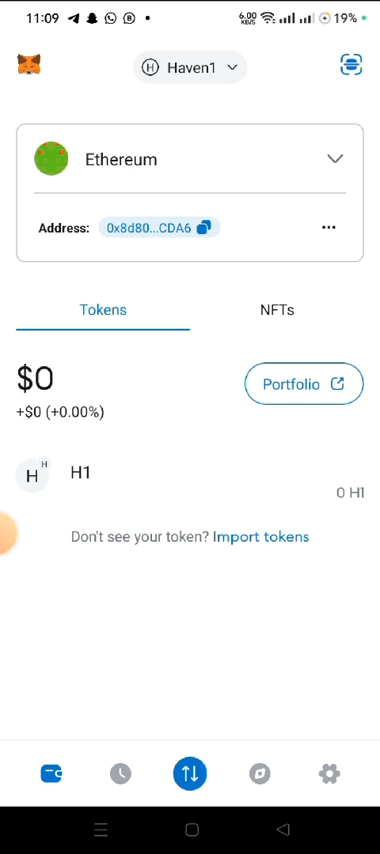 11:09 6.00 KB/S 19%
H Haven1
Ethereum
Address: 0x8d80...CDA6 ...
Tokens NFTs
$0
Portfolio
+$0 (+0.00%)
H H H1
0 H1
Don't see your token? Import tokens